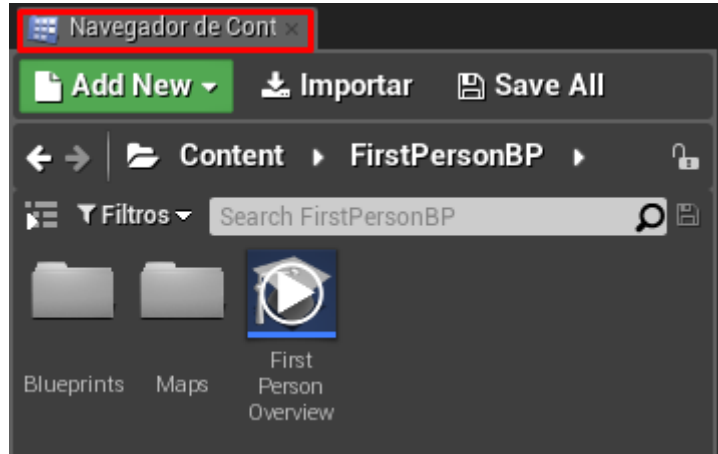 Navegador de Cont
Add New Importar Save All
Content FirstPersonBP
Filtros Search FirstPersonBP
Blueprints Maps First Person Overview